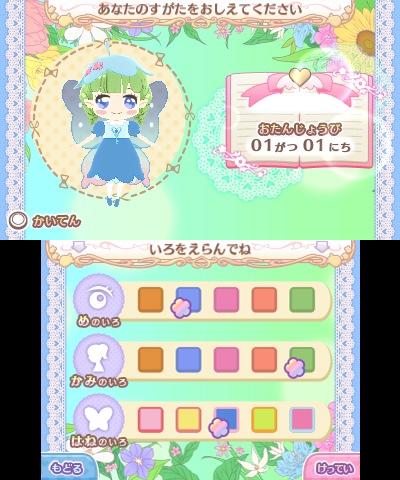 あなたのすがたをおしえてください
おたんじょうび
01がつ 01にち
かいてん
いろをえらんでね
めのいろ
かみのいろ
はねのいろ
もどる
けってい